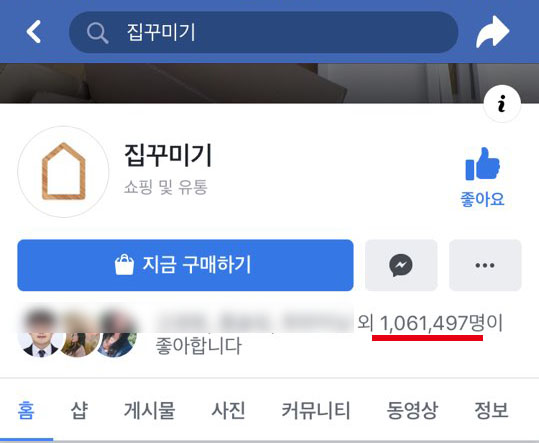 집꾸미기
집꾸미기
쇼핑 및 유통
좋아요
지금 구매하기
외 1,061,497명이
좋아합니다
홈 샵 게시물 사진 커뮤니티 동영상 정보